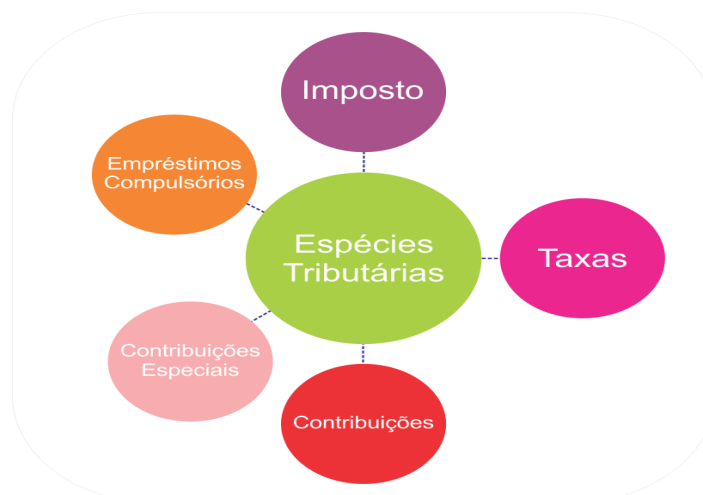 Imposto
Empréstimos
Compulsórios
Espécies
Tributárias
Taxas
Contribuições
Especiais
Contribuições